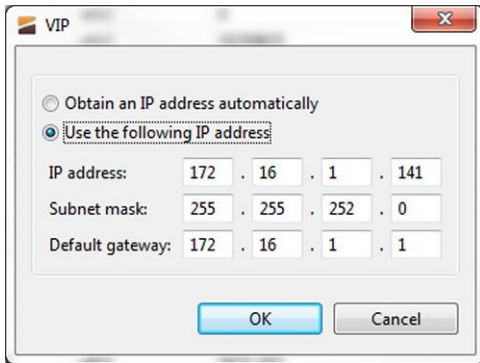 VIP
Obtain an IP address automatically
Use the following IP address
IP address: 172 . 16 . 1 . 141
Subnet mask: 255 . 255 . 252 . 0
Default gateway: 172 . 16 . 1 . 1
OK Cancel